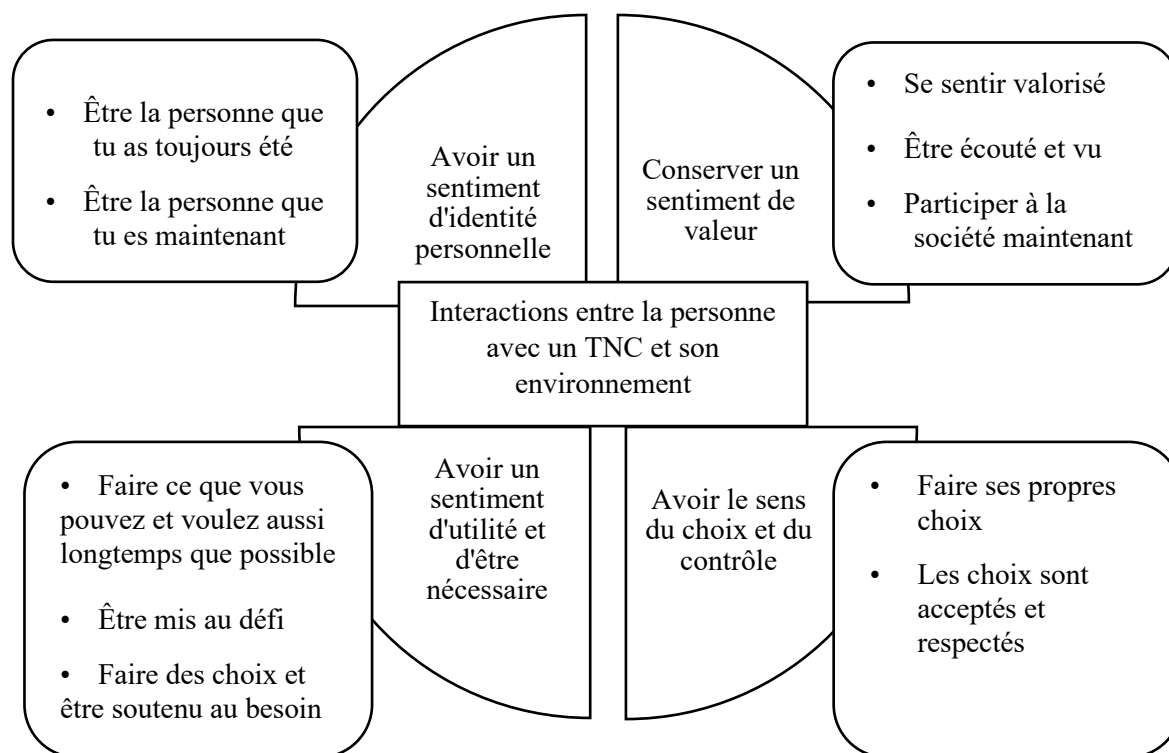 • Être la personne que
tu as toujours été
• Être la personne que
tu es maintenant
Avoir un
sentiment
d'identité
personnelle
Conserver un
sentiment de
valeur
• Se sentir valorisé
• Être écouté et vu
• Participer à la
société maintenant
Interactions entre la personne
avec un TNC et son
environnement
• Faire ce que vous
pouvez et voulez aussi
longtemps que possible
• Être mis au défi
• Faire des choix et
être soutenu au besoin
Avoir un
sentiment
d'utilité et
d'être
nécessaire
Avoir le sens
du choix et du
contrôle
• Faire ses propres
choix
• Les choix sont
acceptés et
respectés